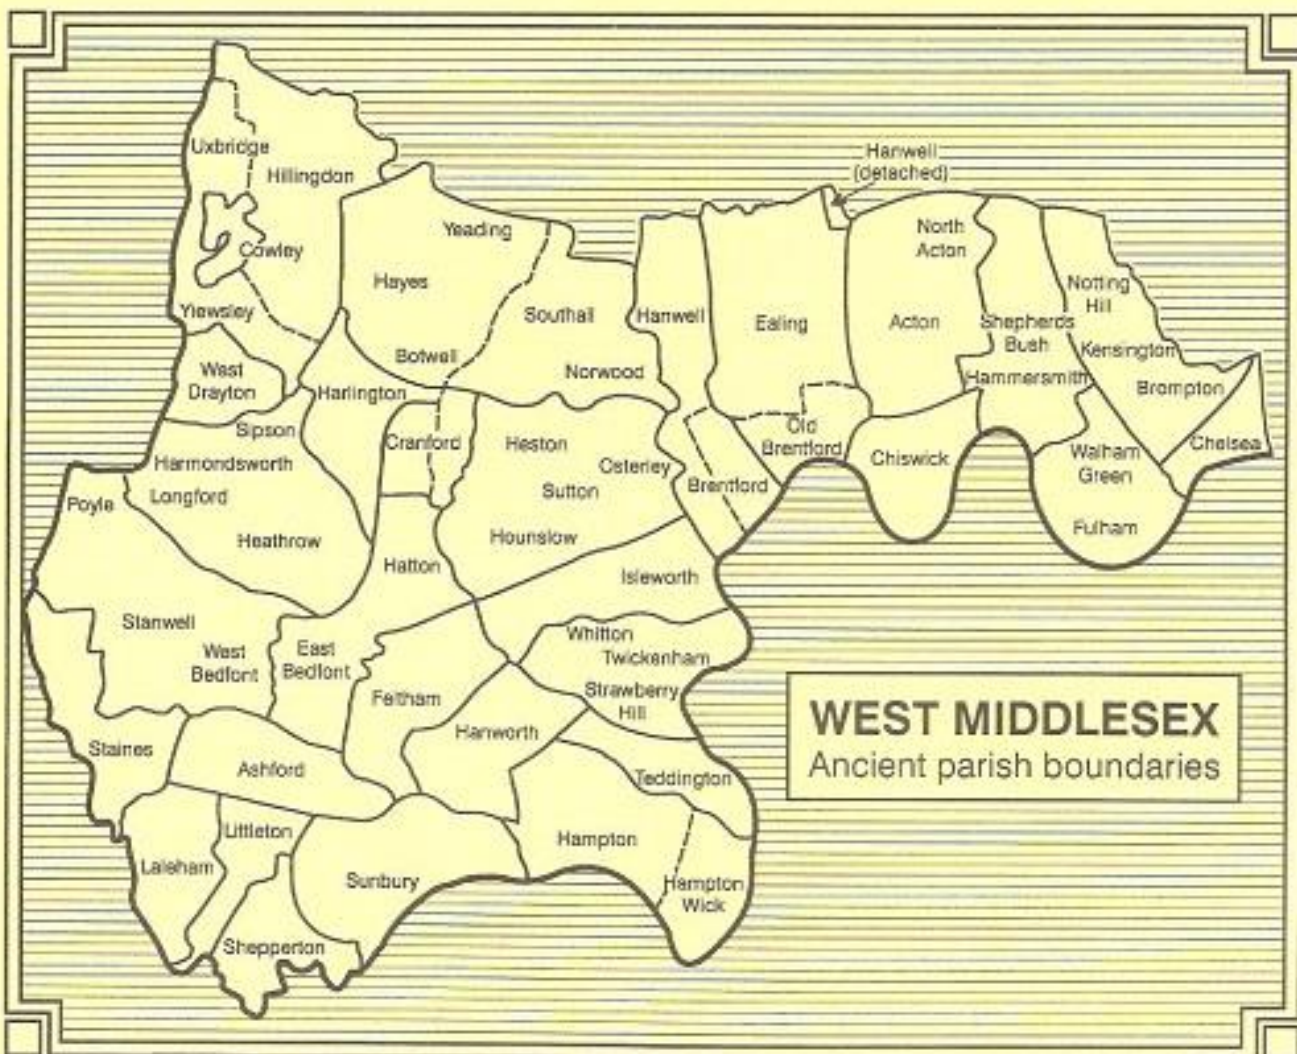 Hanwell
(detached)
Uxbridge
Hillingdon
Yeading
North
Acton
Cowley
Hayes
Notting
Hill
Yiewsley
Southall
Hanwell
Ealing
Acton
Shepherds
Bush
Kensington
Botwell
West
Drayton
Norwood
Hammersmith
Brompton
Harlington
Sipson
Cranford
Heston
Old
Brentford
Chiswick
Walham
Green
Chelsea
Harmondsworth
Osterley
Poyle
Longford
Sutton
Brentford
Fulham
Heathrow
Hounslow
Hatton
Isleworth
Stanwell
West
Bedfont
East
Bedfont
Whitton
Twickenham
Feltham
Strawberry
Hill
Hanworth
Staines
Ashford
Teddington
Littleton
Hampton
Laleham
Sunbury
Hampton
Wick
Shepperton
WEST MIDDLESEX
Ancient parish boundaries